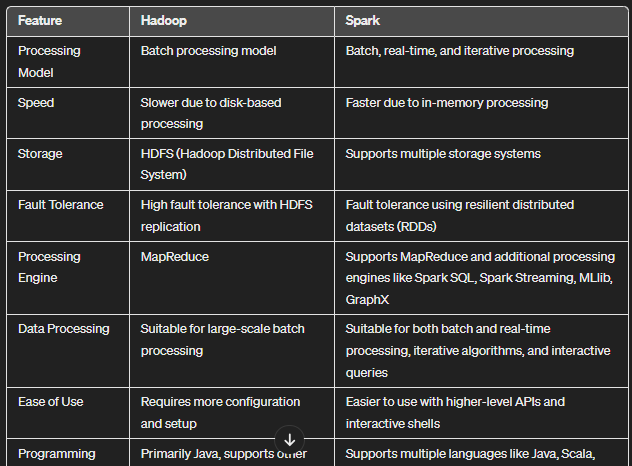 Feature Hadoop Spark
Processing Model Batch processing model Batch, real-time, and iterative processing
Speed Slower due to disk-based processing Faster due to in-memory processing
Storage HDFS (Hadoop Distributed File System) Supports multiple storage systems
Fault Tolerance High fault tolerance with HDFS replication Fault tolerance using resilient distributed datasets (RDDs)
Processing Engine MapReduce Supports MapReduce and additional processing engines like Spark SQL, Spark Streaming, MLlib, GraphX
Data Processing Suitable for large-scale batch processing Suitable for both batch and real-time processing, iterative algorithms, and interactive queries
Ease of Use Requires more configuration and setup Easier to use with higher-level APIs and interactive shells
Programming Primarily Java, supports other Supports multiple languages like Java, Scala,